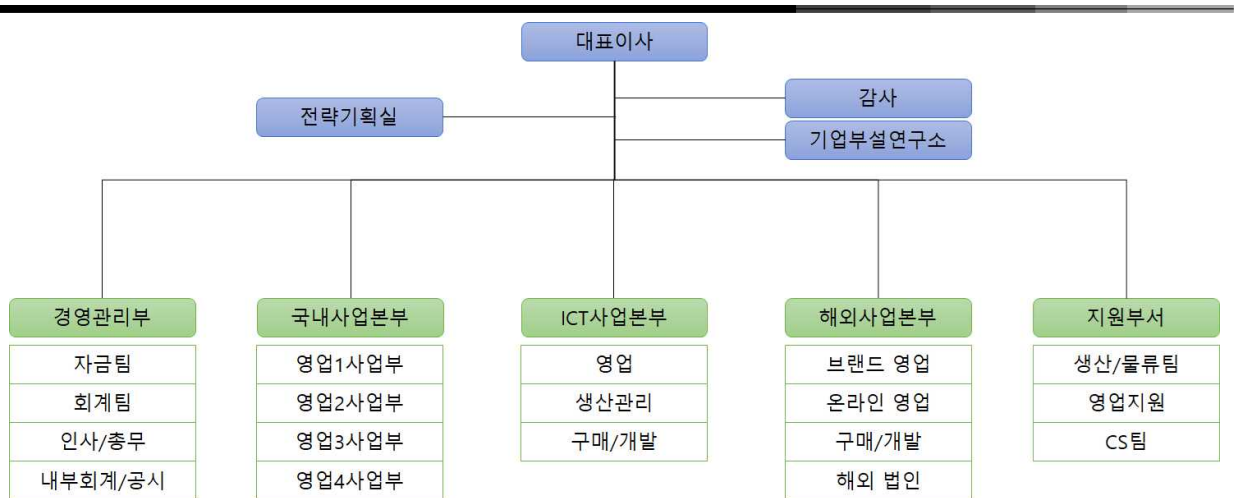 대표이사
전략기획실
감사
기업부설연구소
경영관리부
자금팀
회계팀
인사/총무
내부회계/공시
국내사업본부
영업1사업부
영업2사업부
영업3사업부
영업4사업부
ICT사업본부
영업
생산관리
구매/개발
해외사업본부
브랜드 영업
온라인 영업
구매/개발
해외 법인
지원부서
생산/물류팀
영업지원
CS팀